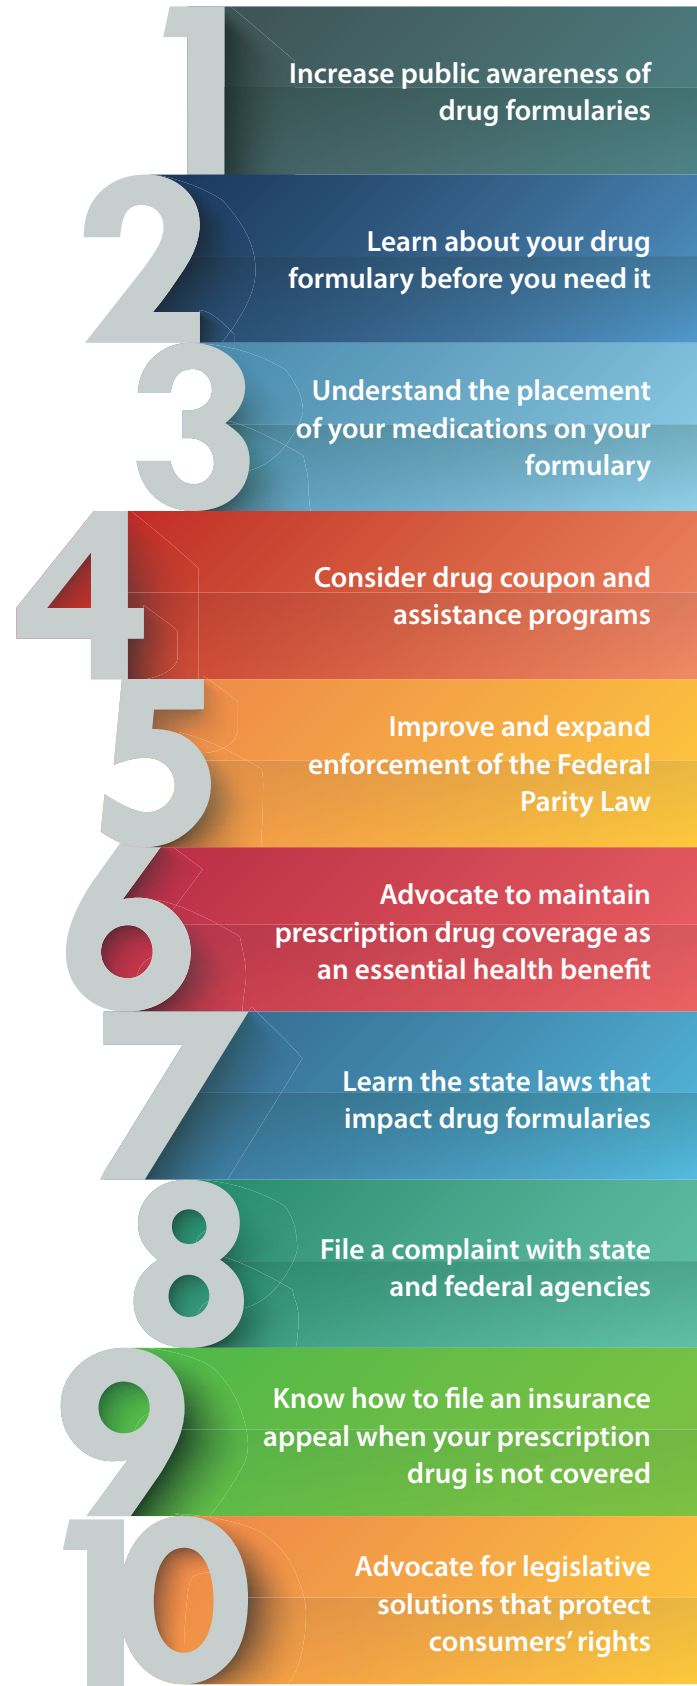 1
Increase public awareness of
drug formularies
2
Learn about your drug
formulary before you need it
3
Understand the placement
of your medications on your
formulary
4
Consider drug coupon and
assistance programs
5
Improve and expand
enforcement of the Federal
Parity Law
6
Advocate to maintain
prescription drug coverage as
an essential health benefit
7
Learn the state laws that
impact drug formularies
8
File a complaint with state
and federal agencies
9
Know how to file an insurance
appeal when your prescription
drug is not covered
10
Advocate for legislative
solutions that protect
consumers’ rights